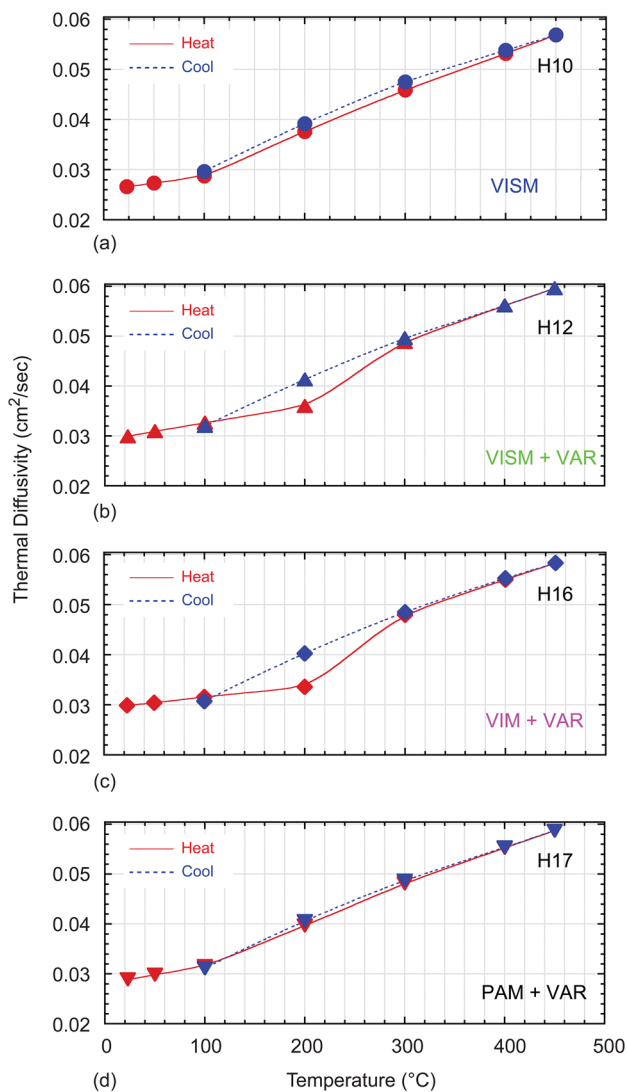 0.06
Heat
Cool
H10
0.05
0.04
0.03
VISM
0.02
(a)
0.06
Heat
Cool
H12
0.05
0.04
0.03
VISM + VAR
0.02
(b)
Thermal Diffusivity (cm²/sec)
0.06
Heat
Cool
H16
0.05
0.04
0.03
VIM + VAR
0.02
(c)
0.06
Heat
Cool
H17
0.05
0.04
0.03
PAM + VAR
0.02
0 100 200 300 400 500
(d) Temperature (°C)